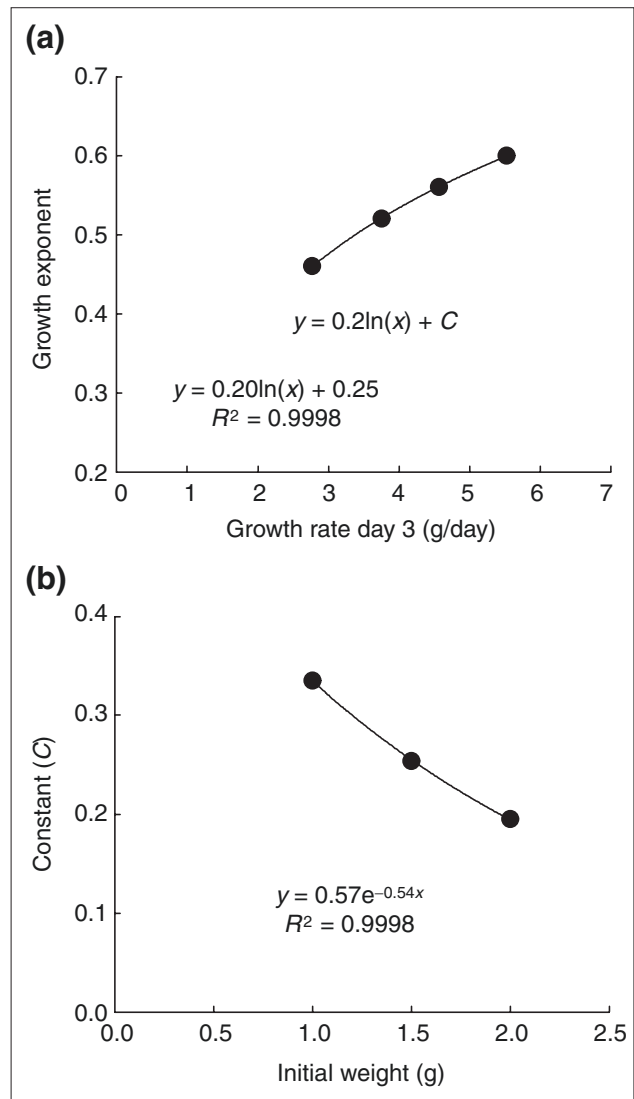 (a)
0.7
0.6
0.5
0.4
0.3
0.2
Growth exponent
y = 0.2ln(x) + C
y = 0.20ln(x) + 0.25
R² = 0.9998
0 1 2 3 4 5 6 7
Growth rate day 3 (g/day)
(b)
0.4
0.3
0.2
0.1
0.0
Constant (C)
y = 0.57e⁻⁰·⁵⁴ˣ
R² = 0.9998
0.0 0.5 1.0 1.5 2.0 2.5
Initial weight (g)